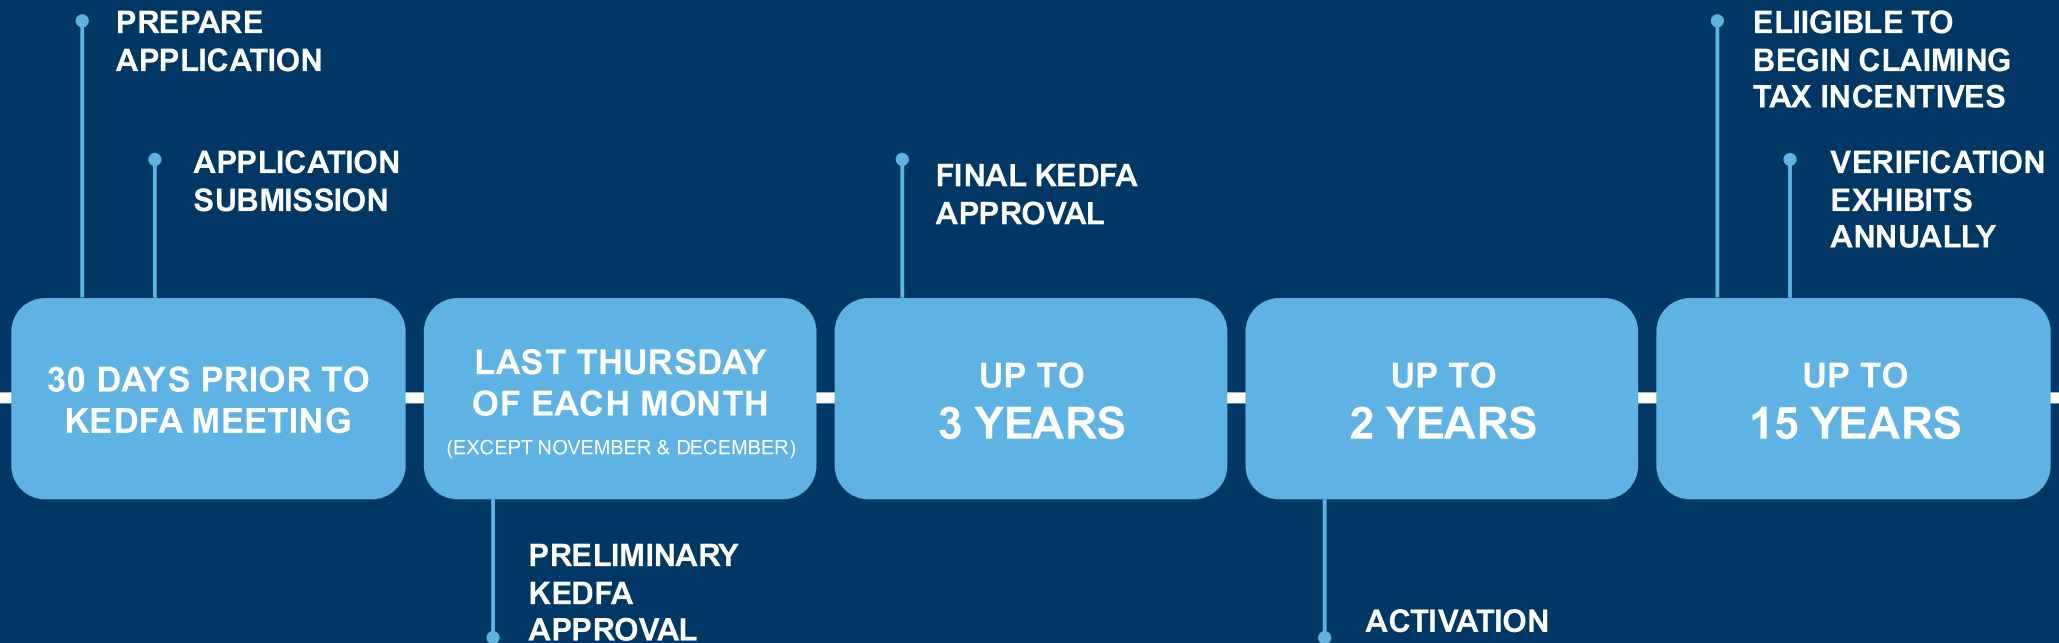 PREPARE
APPLICATION
APPLICATION
SUBMISSION
30 DAYS PRIOR TO
KEDFA MEETING
LAST THURSDAY
OF EACH MONTH
(EXCEPT NOVEMBER & DECEMBER)
PRELIMINARY
KEDFA
APPROVAL
FINAL KEDFA
APPROVAL
UP TO
3 YEARS
UP TO
2 YEARS
ACTIVATION
ELIIGIBLE TO
BEGIN CLAIMING
TAX INCENTIVES
VERIFICATION
EXHIBITS
ANNUALLY
UP TO
15 YEARS